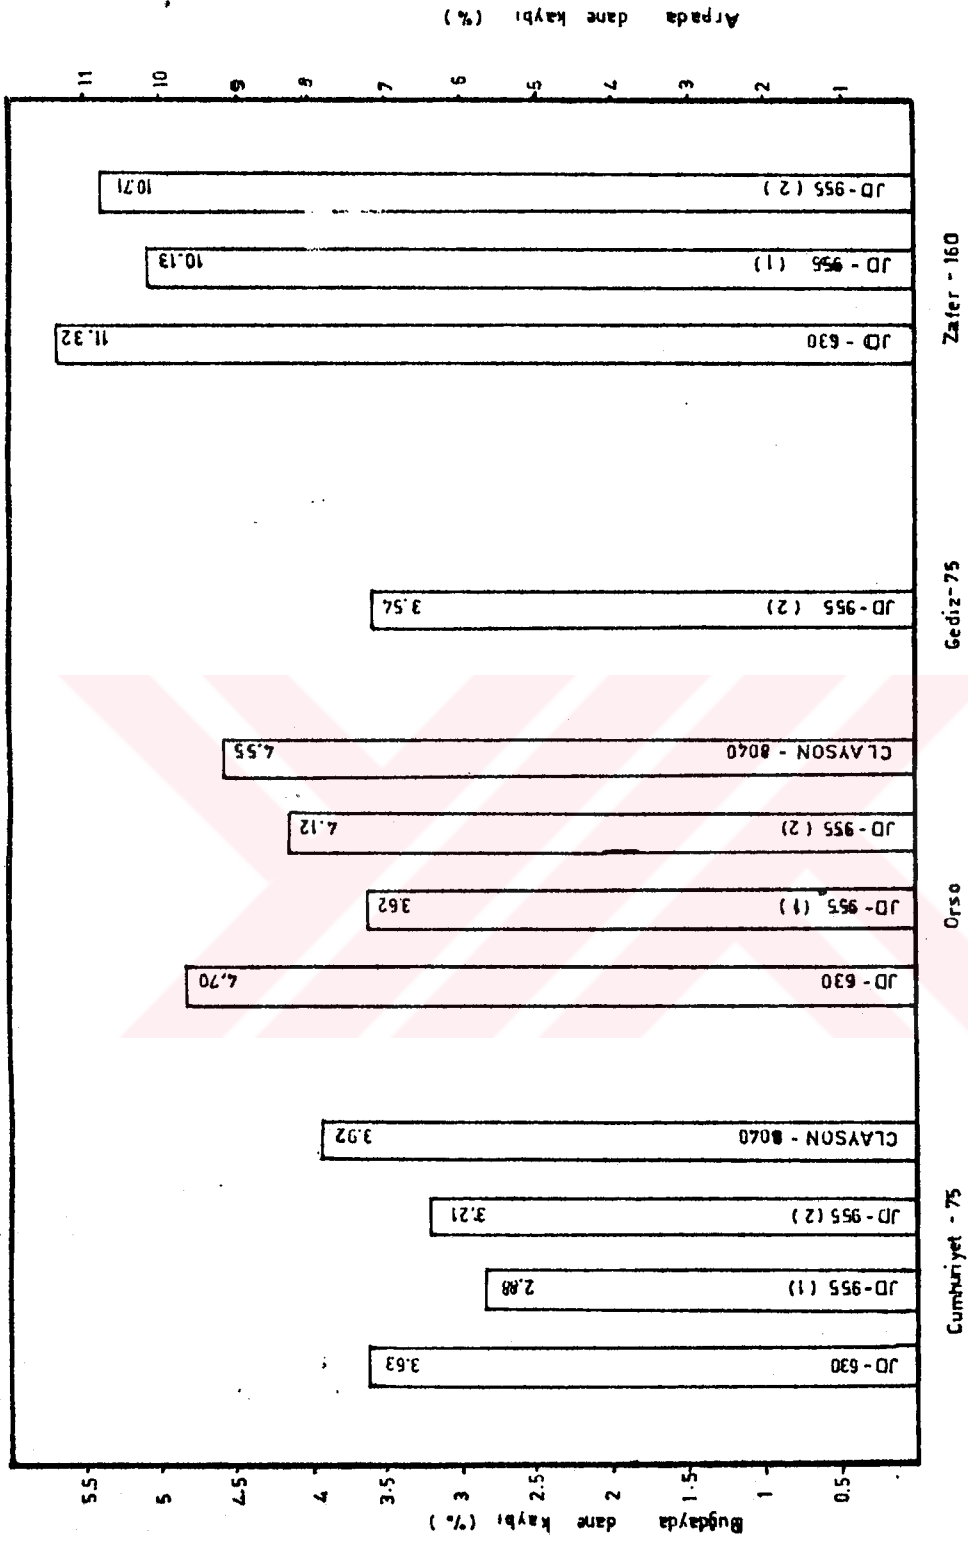 Buğdayda dane kaybı (%)
5.5
5
4.5
4
3.5
3
2.5
2
1.5
1
0.5
Arpada dane kaybı (%)
11
10
9
8
7
6
5
4
3
2
1
3.63
JD-630
2.88
JD-955 (1)
3.21
JD-955 (2)
3.92
CLAYSON - 8040
Cumhuriyet - 75
4,70
JD-630
3.62
JD-955 (1)
4.12
JD-955 (2)
4.55
CLAYSON - 8040
Orso
3.54
JD-955 (2)
Gediz-75
11.32
JD-630
10.13
JD-955 (1)
10.71
JD-955 (2)
Zafer - 160